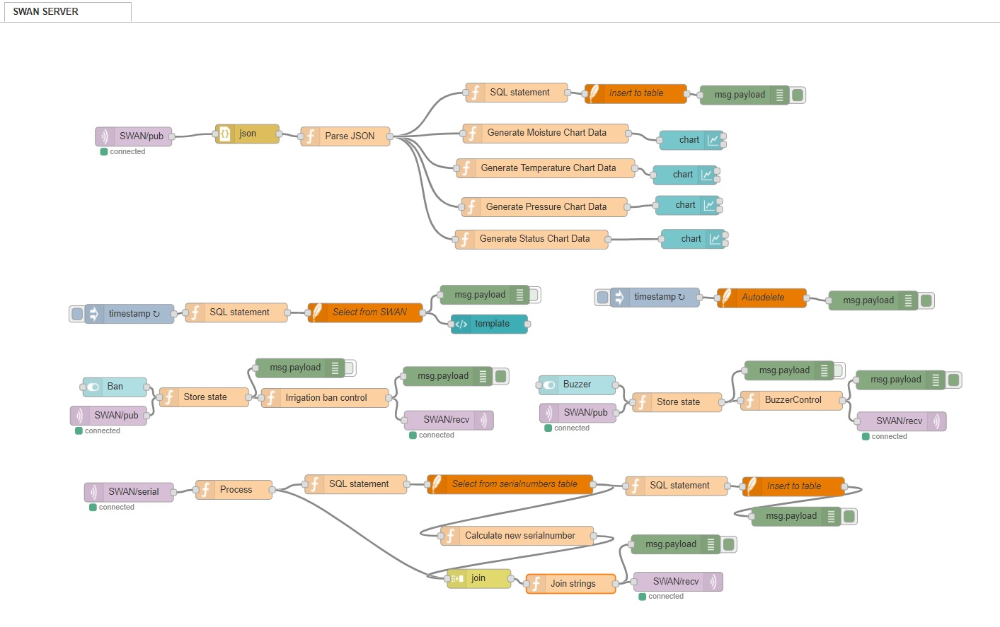 SWAN SERVER
SQL statement
Insert to table
msg.payload
SWAN/pub
connected
json
Parse JSON
Generate Moisture Chart Data
chart
Generate Temperature Chart Data
chart
Generate Pressure Chart Data
chart
Generate Status Chart Data
chart
timestamp ↻
SQL statement
Select from SWAN
msg.payload
template
timestamp ↻
Autodelete
msg.payload
Ban
SWAN/pub
connected
Store state
msg.payload
Irrigation ban control
msg.payload
SWAN/recv
connected
Buzzer
SWAN/pub
connected
Store state
msg.payload
BuzzerControl
msg.payload
SWAN/recv
connected
SWAN/serial
connected
Process
SQL statement
Select from serialnumbers table
SQL statement
Insert to table
msg.payload
Calculate new serialnumber
msg.payload
join
Join strings
SWAN/recv
connected